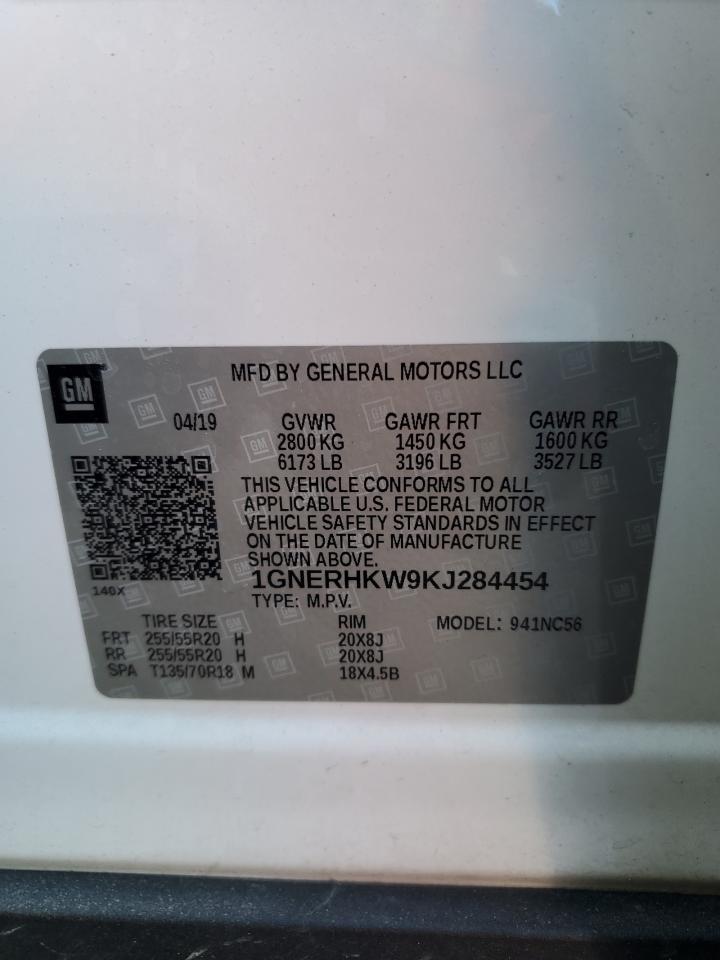 GM
MFD BY GENERAL MOTORS LLC
04/19 GVWR GAWR FRT GAWR RR
2800 KG 1450 KG 1600 KG
6173 LB 3196 LB 3527 LB
THIS VEHICLE CONFORMS TO ALL
APPLICABLE U.S. FEDERAL MOTOR
VEHICLE SAFETY STANDARDS IN EFFECT
ON THE DATE OF MANUFACTURE
SHOWN ABOVE.
1GNERHKW9KJ284454
140X
TYPE: M.P.V.
TIRE SIZE RIM MODEL: 941NC56
FRT 255/55R20 H 20X8J
RR 255/55R20 H 20X8J
SPA T135/70R18 M 18X4.5B